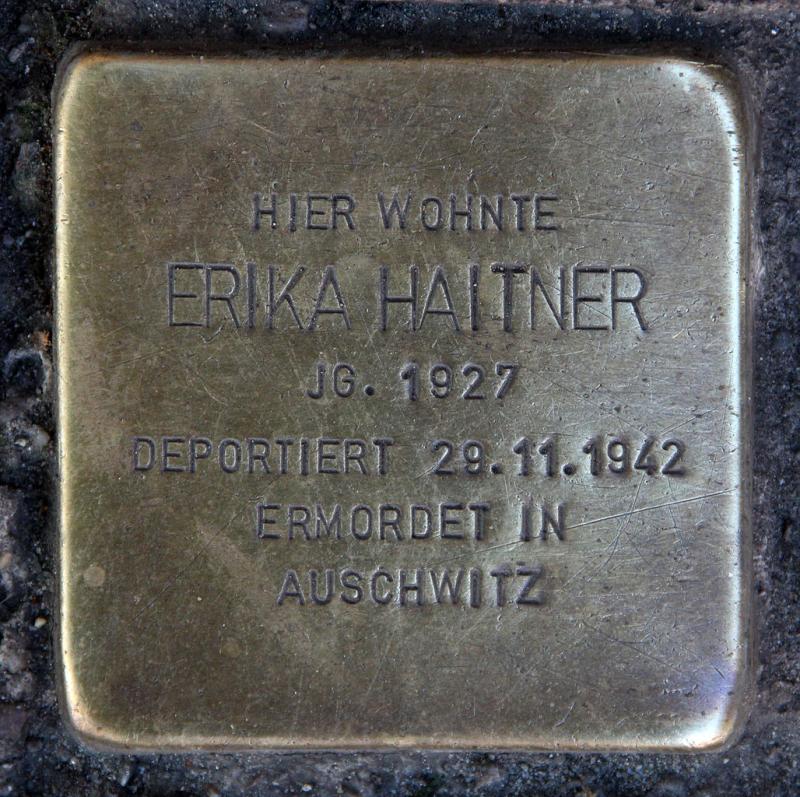 HIER WOHNTE
ERIKA HAITNER
JG. 1927
DEPORTIERT 29.11.1942
ERMORDET IN
AUSCHWITZ